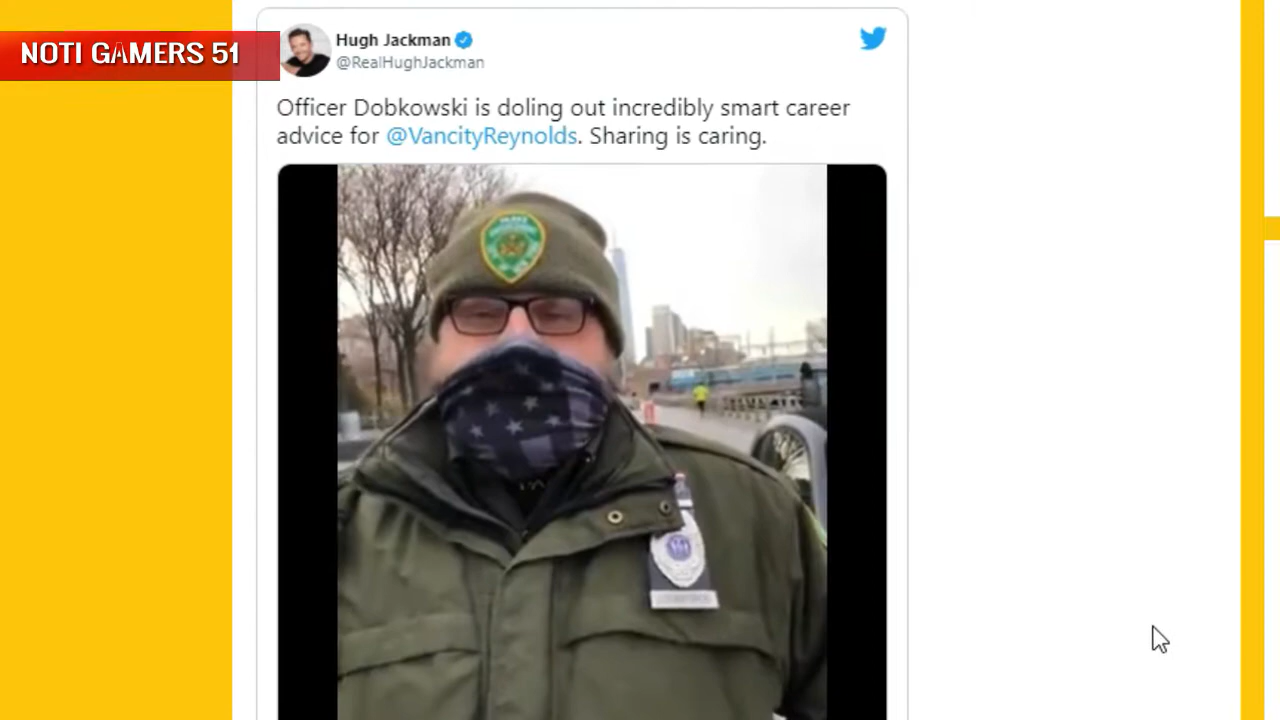 NOTI GAMERS 51
Hugh Jackman
@RealHughJackman
Officer Dobkowski is doling out incredibly smart career
advice for @VancityReynolds. Sharing is caring.